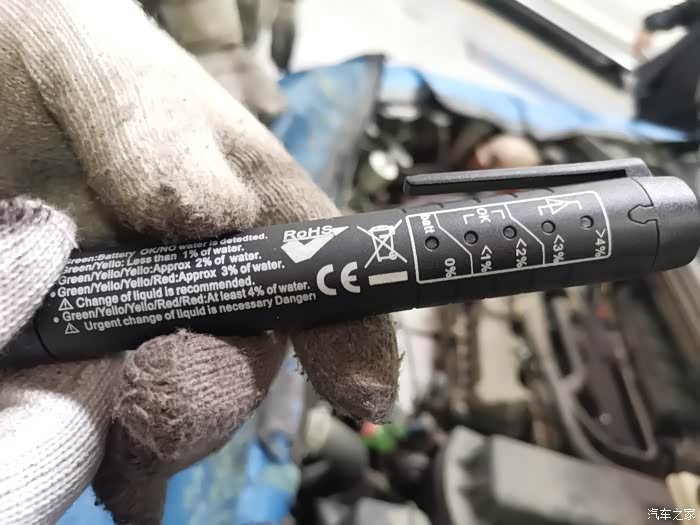 Green:Battery OK/NO water is detedted.
Green/Yello: Less than 1% of water.
Green/Yello/Yello:Approx 2% of water.
• Green/Yello/Yello/Red:Approx 3% of water.
Change of liquid is recommended.
• Green/Yello/Yello/Red/Red:At least 4% of water.
Urgent change of liquid is necessary Danger!
RoHS
CE
batt
OK
0%
<1%
<2%
<3%
>4%
汽车之家